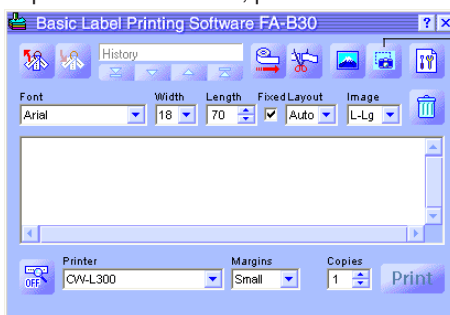 Basic Label Printing Software FA-B30
History
Font Width Length Fixed Layout Image
Arial 18 70 Auto L-Lg
Printer Margins Copies
OFF CW-L300 Small 1 Print